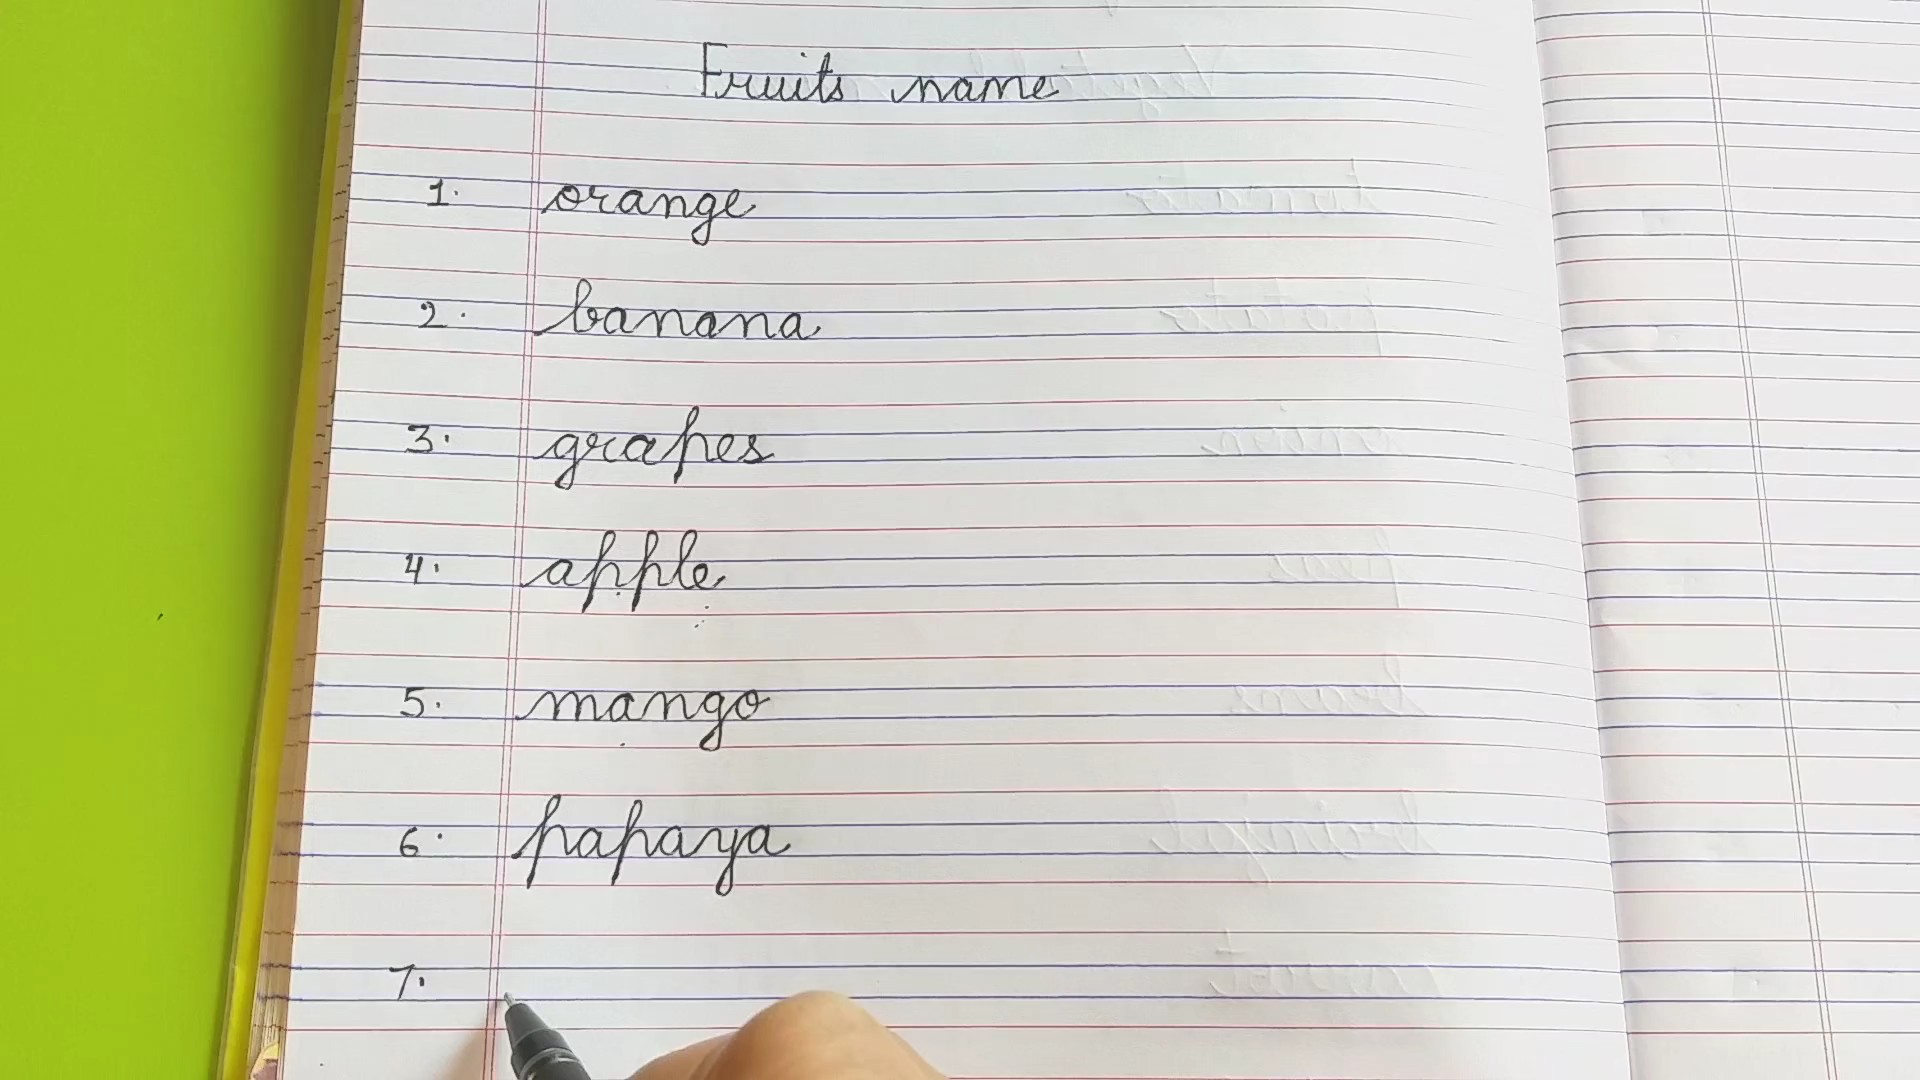 Fruits name
1. orange
2. banana
3. grapes
4. apple
5. mango
6. papaya
7.